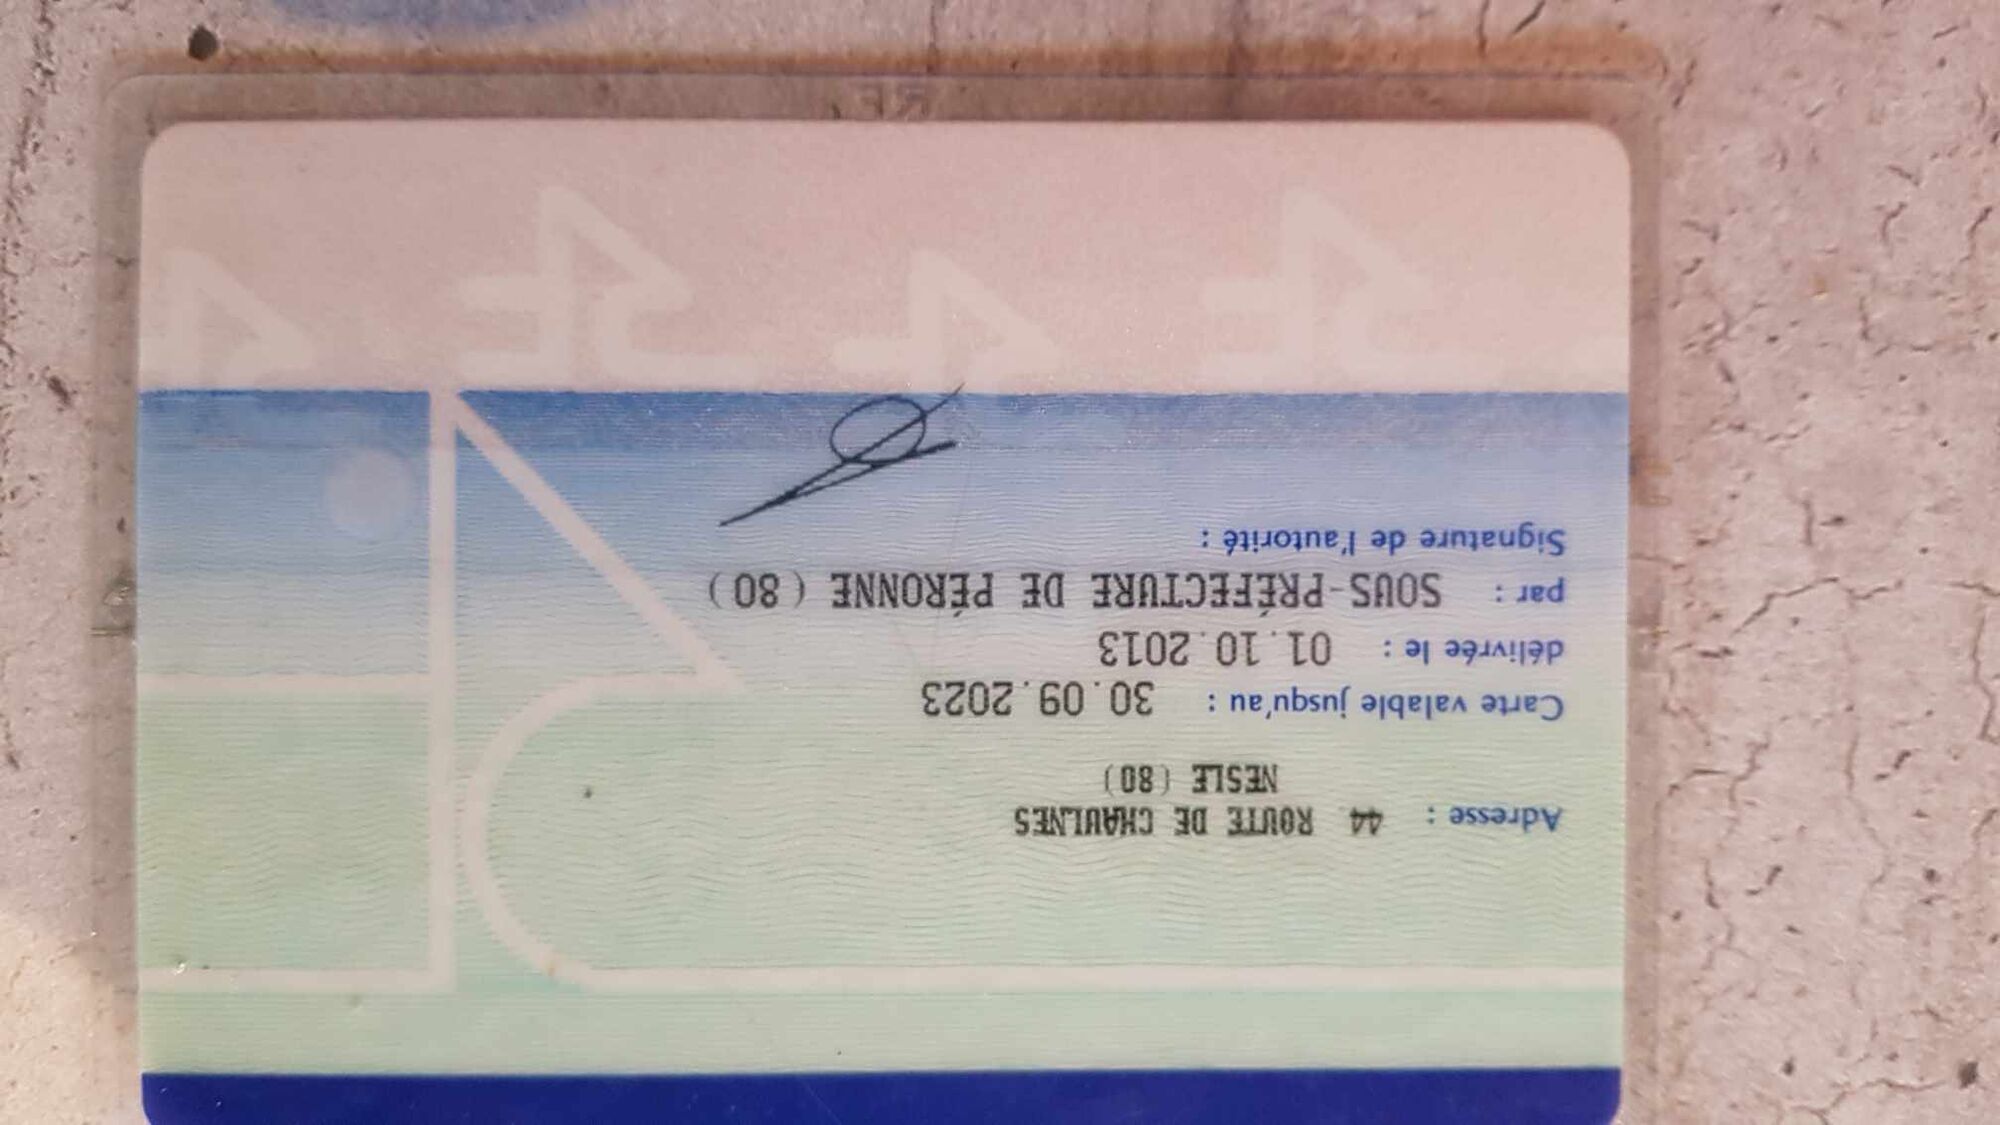 Adresse : 44 ROUTE DE CHAULNES
NESLE (80)
Carte valable jusqu'au : 30.09.2023
délivrée le : 01.10.2013
par : SOUS-PRÉFECTURE DE PÉRONNE (80)
Signature de l'autorité :
RF